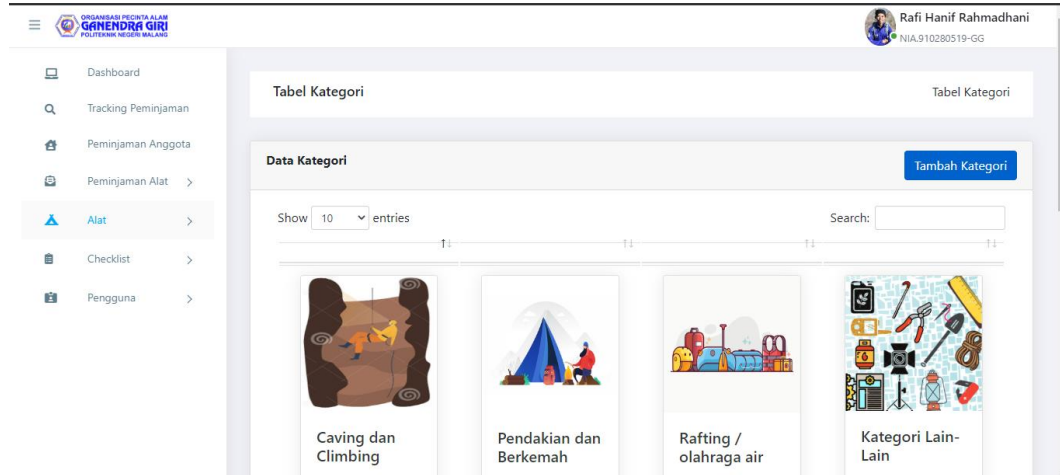 ORGANISASI PECINTA ALAM
GANENDRA GIRI
POLITEKNIK NEGERI MALANG
Rafi Hanif Rahmadhani
NIA.910280519-GG
Dashboard
Tracking Peminjaman
Peminjaman Anggota
Peminjaman Alat
Alat
Checklist
Pengguna
Tabel Kategori
Tabel Kategori
Data Kategori
Tambah Kategori
Show 10 entries
Search:
Caving dan
Climbing
Pendakian dan
Berkemah
Rafting /
olahraga air
Kategori Lain-
Lain